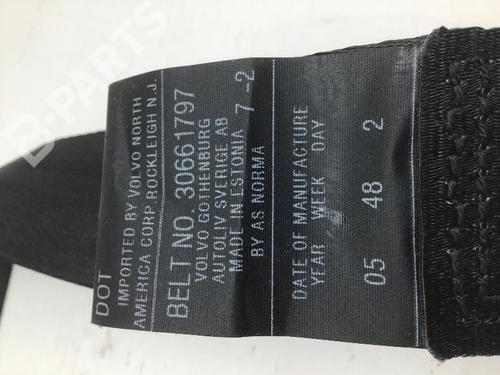 DOT
IMPORTED BY VOLVO NORTH
AMERICA CORP. ROCKLEIGH N.J.
BELT NO. 30661797
VOLVO GOTHENBURG
AUTOLIV SVERIGE AB
MADE IN ESTONIA 7 -2
BY AS NORMA
DATE OF MANUFACTURE
YEAR WEEK DAY
05 48 2
B-PARTS